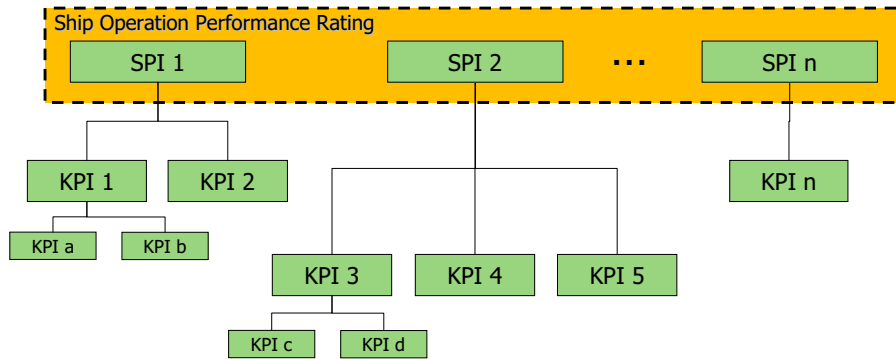 Ship Operation Performance Rating
SPI 1
SPI 2
...
SPI n
KPI 1
KPI 2
KPI n
KPI a
KPI b
KPI 3
KPI 4
KPI 5
KPI c
KPI d